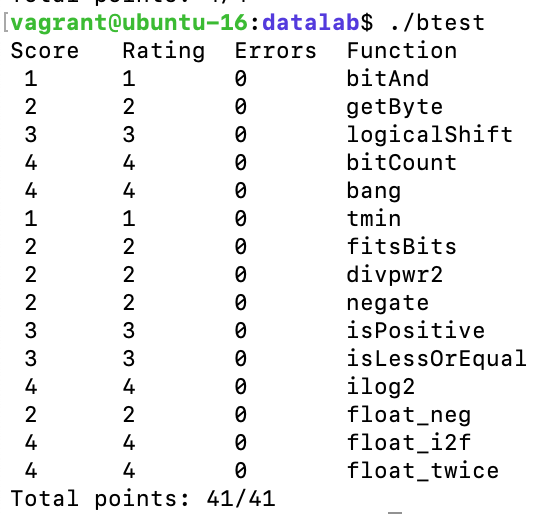 vagrant@ubuntu-16:datalab$ ./btest
Score Rating Errors Function
1 1 0 bitAnd
2 2 0 getByte
3 3 0 logicalShift
4 4 0 bitCount
4 4 0 bang
1 1 0 tmin
2 2 0 fitsBits
2 2 0 divpwr2
2 2 0 negate
3 3 0 isPositive
3 3 0 isLessOrEqual
4 4 0 ilog2
2 2 0 float_neg
4 4 0 float_i2f
4 4 0 float_twice
Total points: 41/41